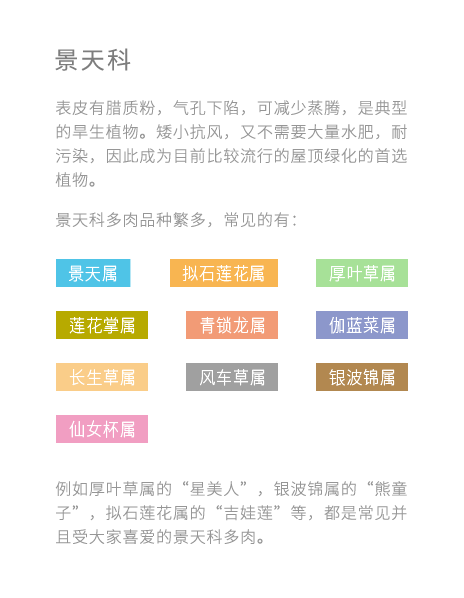 景天科
表皮有腊质粉，气孔下陷，可减少蒸腾，是典型
的旱生植物。矮小抗风，又不需要大量水肥，耐
污染，因此成为目前比较流行的屋顶绿化的首选
植物。
景天科多肉品种繁多，常见的有：
景天属 拟石莲花属 厚叶草属
莲花掌属 青锁龙属 伽蓝菜属
长生草属 风车草属 银波锦属
仙女杯属
例如厚叶草属的“星美人”，银波锦属的“熊童
子”，拟石莲花属的“吉娃莲”等，都是常见并
且受大家喜爱的景天科多肉。